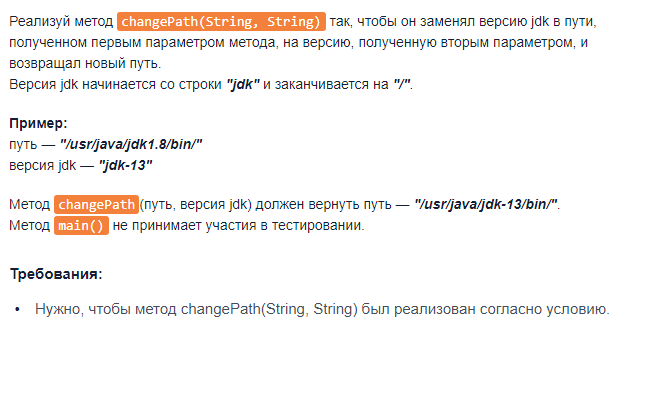 Реализуй метод changePath(String, String) так, чтобы он заменял версию jdk в пути,
полученном первым параметром метода, на версию, полученную вторым параметром, и
возвращал новый путь.
Версия jdk начинается со строки "jdk" и заканчивается на "/".
Пример:
путь — "/usr/java/jdk1.8/bin/"
версия jdk — "jdk-13"
Метод changePath(путь, версия jdk) должен вернуть путь — "/usr/java/jdk-13/bin/".
Метод main() не принимает участия в тестировании.
Требования:
• Нужно, чтобы метод changePath(String, String) был реализован согласно условию.